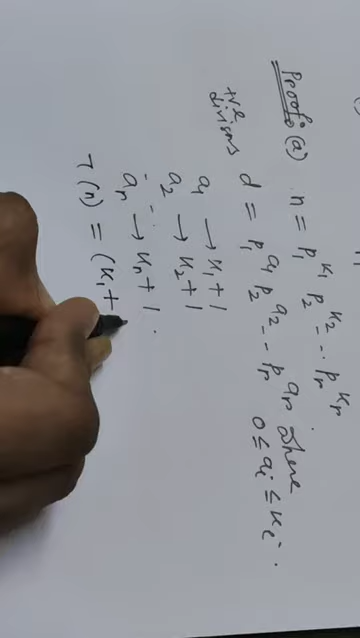 Proof: (a) n = p₁^k₁ p₂^k₂ ... pᵣ^kᵣ
+ve divisors d = p₁^a₁ p₂^a₂ -- pᵣ^aᵣ, where
0 ≤ aᵢ ≤ kᵢ.
a₁ → k₁ + 1
a₂ → k₂ + 1
⋮
aᵣ → kᵣ + 1.
τ(n) = (k₁ +